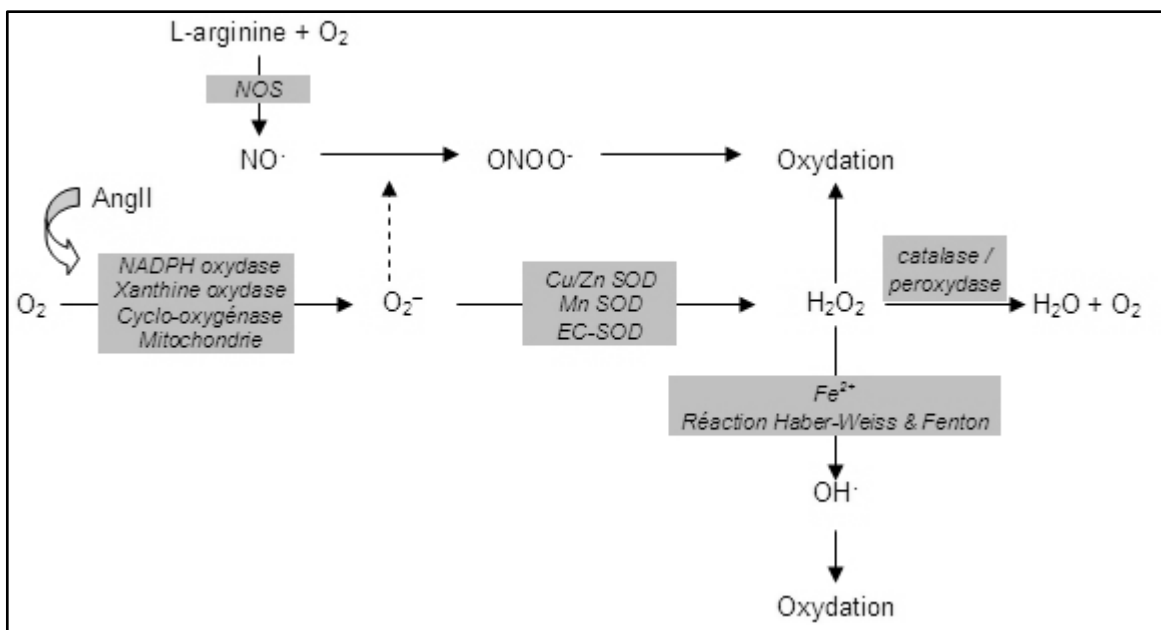 L-arginine + O₂
NOS
NO·
ONOO⁻
Oxydation
AngII
O₂
NADPH oxydase
Xanthine oxydase
Cyclo-oxygénase
Mitochondrie
O₂⁻
Cu/Zn SOD
Mn SOD
EC-SOD
H₂O₂
catalase /
peroxydase
H₂O + O₂
Fe²⁺
Réaction Haber-Weiss & Fenton
OH·
Oxydation